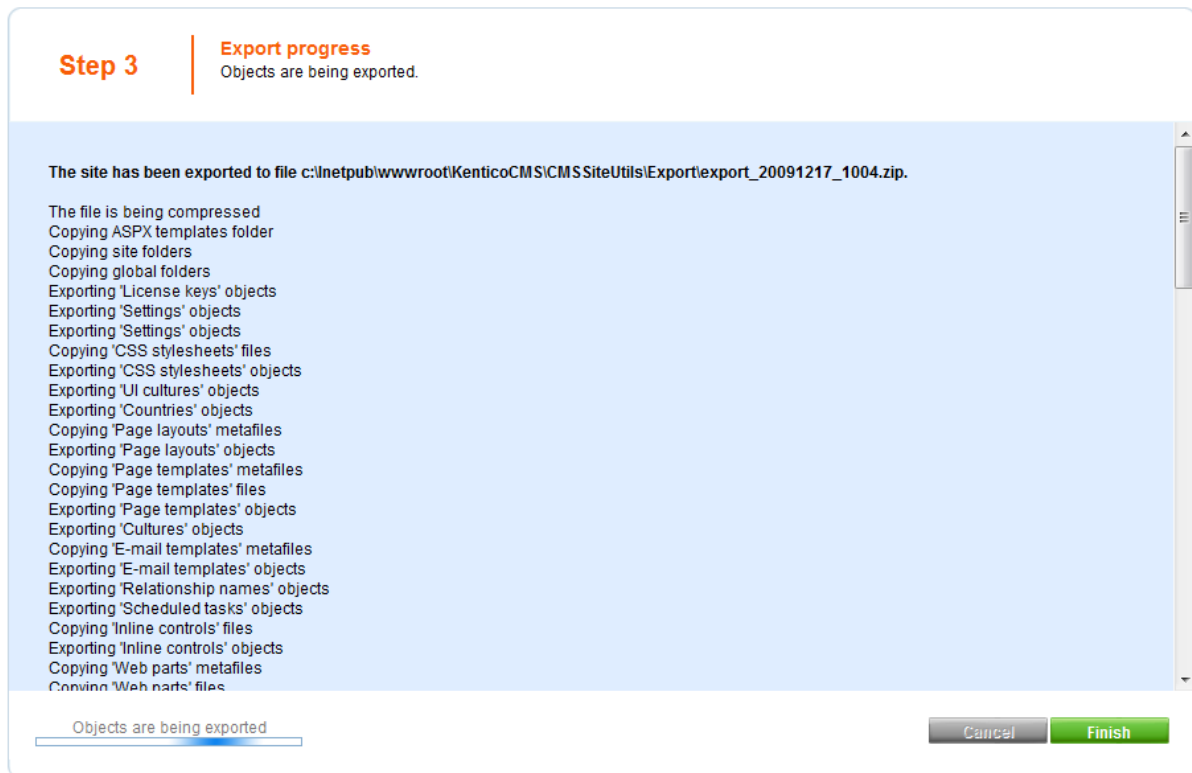 Step 3
Export progress
Objects are being exported.
The site has been exported to file c:\Inetpub\wwwroot\KenticoCMS\CMSSiteUtils\Export\export_20091217_1004.zip.
The file is being compressed
Copying ASPX templates folder
Copying site folders
Copying global folders
Exporting 'License keys' objects
Exporting 'Settings' objects
Exporting 'Settings' objects
Copying 'CSS stylesheets' files
Exporting 'CSS stylesheets' objects
Exporting 'UI cultures' objects
Exporting 'Countries' objects
Copying 'Page layouts' metafiles
Exporting 'Page layouts' objects
Copying 'Page templates' metafiles
Copying 'Page templates' files
Exporting 'Page templates' objects
Exporting 'Cultures' objects
Copying 'E-mail templates' metafiles
Exporting 'E-mail templates' objects
Exporting 'Relationship names' objects
Exporting 'Scheduled tasks' objects
Copying 'Inline controls' files
Exporting 'Inline controls' objects
Copying 'Web parts' metafiles
Copying 'Web parts' files
Objects are being exported
Cancel
Finish